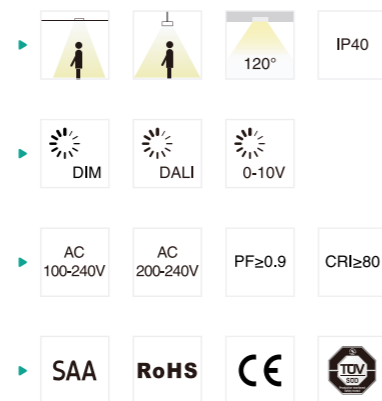 120°
IP40
DIM
DALI
0-10V
AC
100-240V
AC
200-240V
PF≥0.9
CRI≥80
SAA
RoHS
CE
TÜV
SÜD